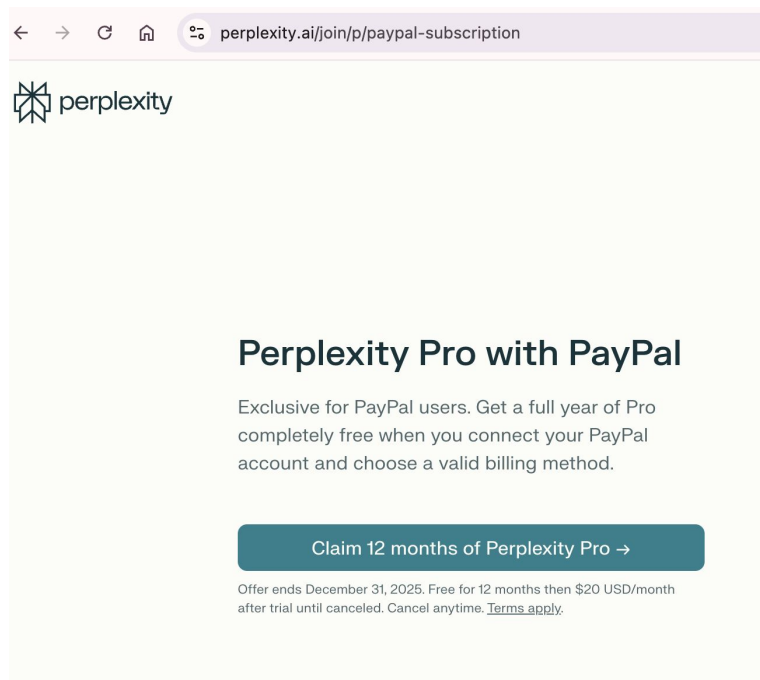 perplexity.ai/join/p/paypal-subscription
perplexity
Perplexity Pro with PayPal
Exclusive for PayPal users. Get a full year of Pro
completely free when you connect your PayPal
account and choose a valid billing method.
Claim 12 months of Perplexity Pro →
Offer ends December 31, 2025. Free for 12 months then $20 USD/month
after trial until canceled. Cancel anytime. Terms apply.